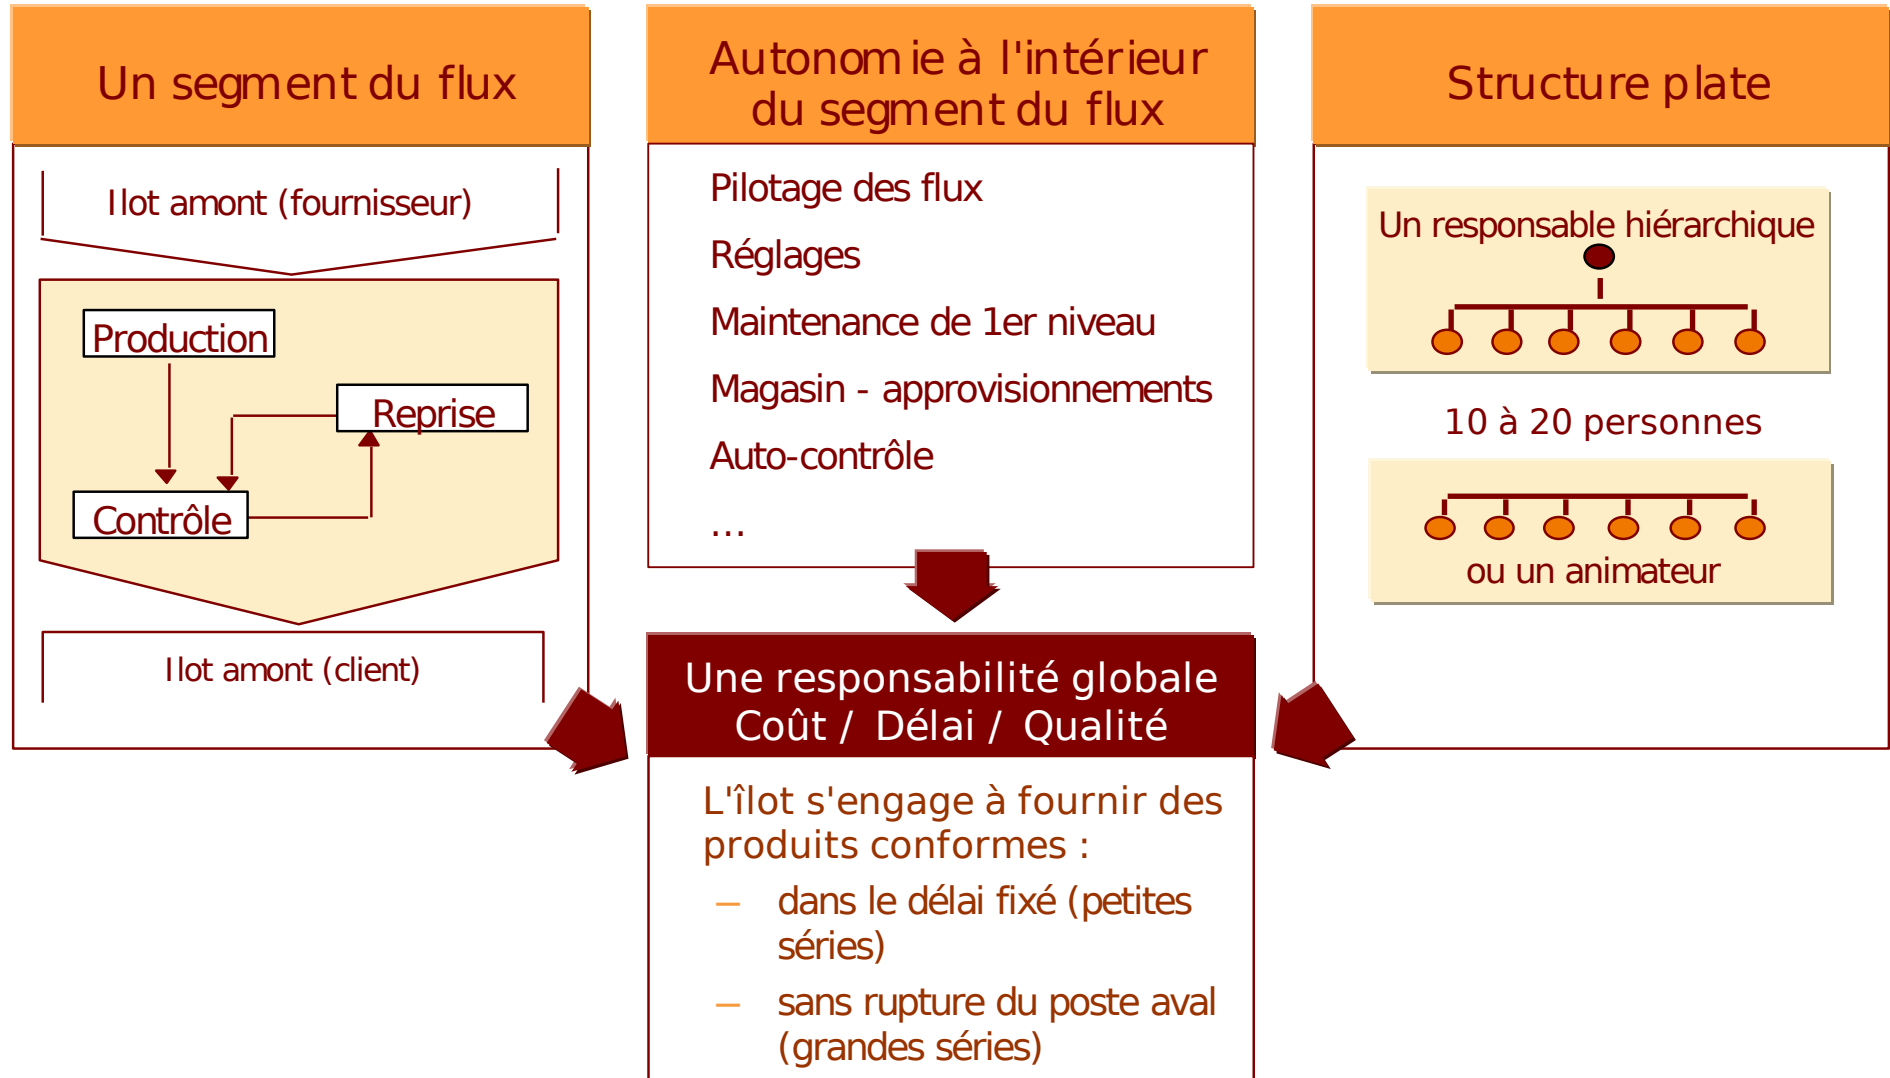 Un segment du flux
Ilot amont (fournisseur)
Production
Reprise
Contrôle
Ilot amont (client)
Autonomie à l'intérieur
du segment du flux
Pilotage des flux
Réglages
Maintenance de 1er niveau
Magasin - approvisionnements
Auto-contrôle
...
Structure plate
Un responsable hiérarchique
10 à 20 personnes
ou un animateur
Une responsabilité globale
Coût / Délai / Qualité
L'îlot s'engage à fournir des
produits conformes :
– dans le délai fixé (petites
séries)
– sans rupture du poste aval
(grandes séries)